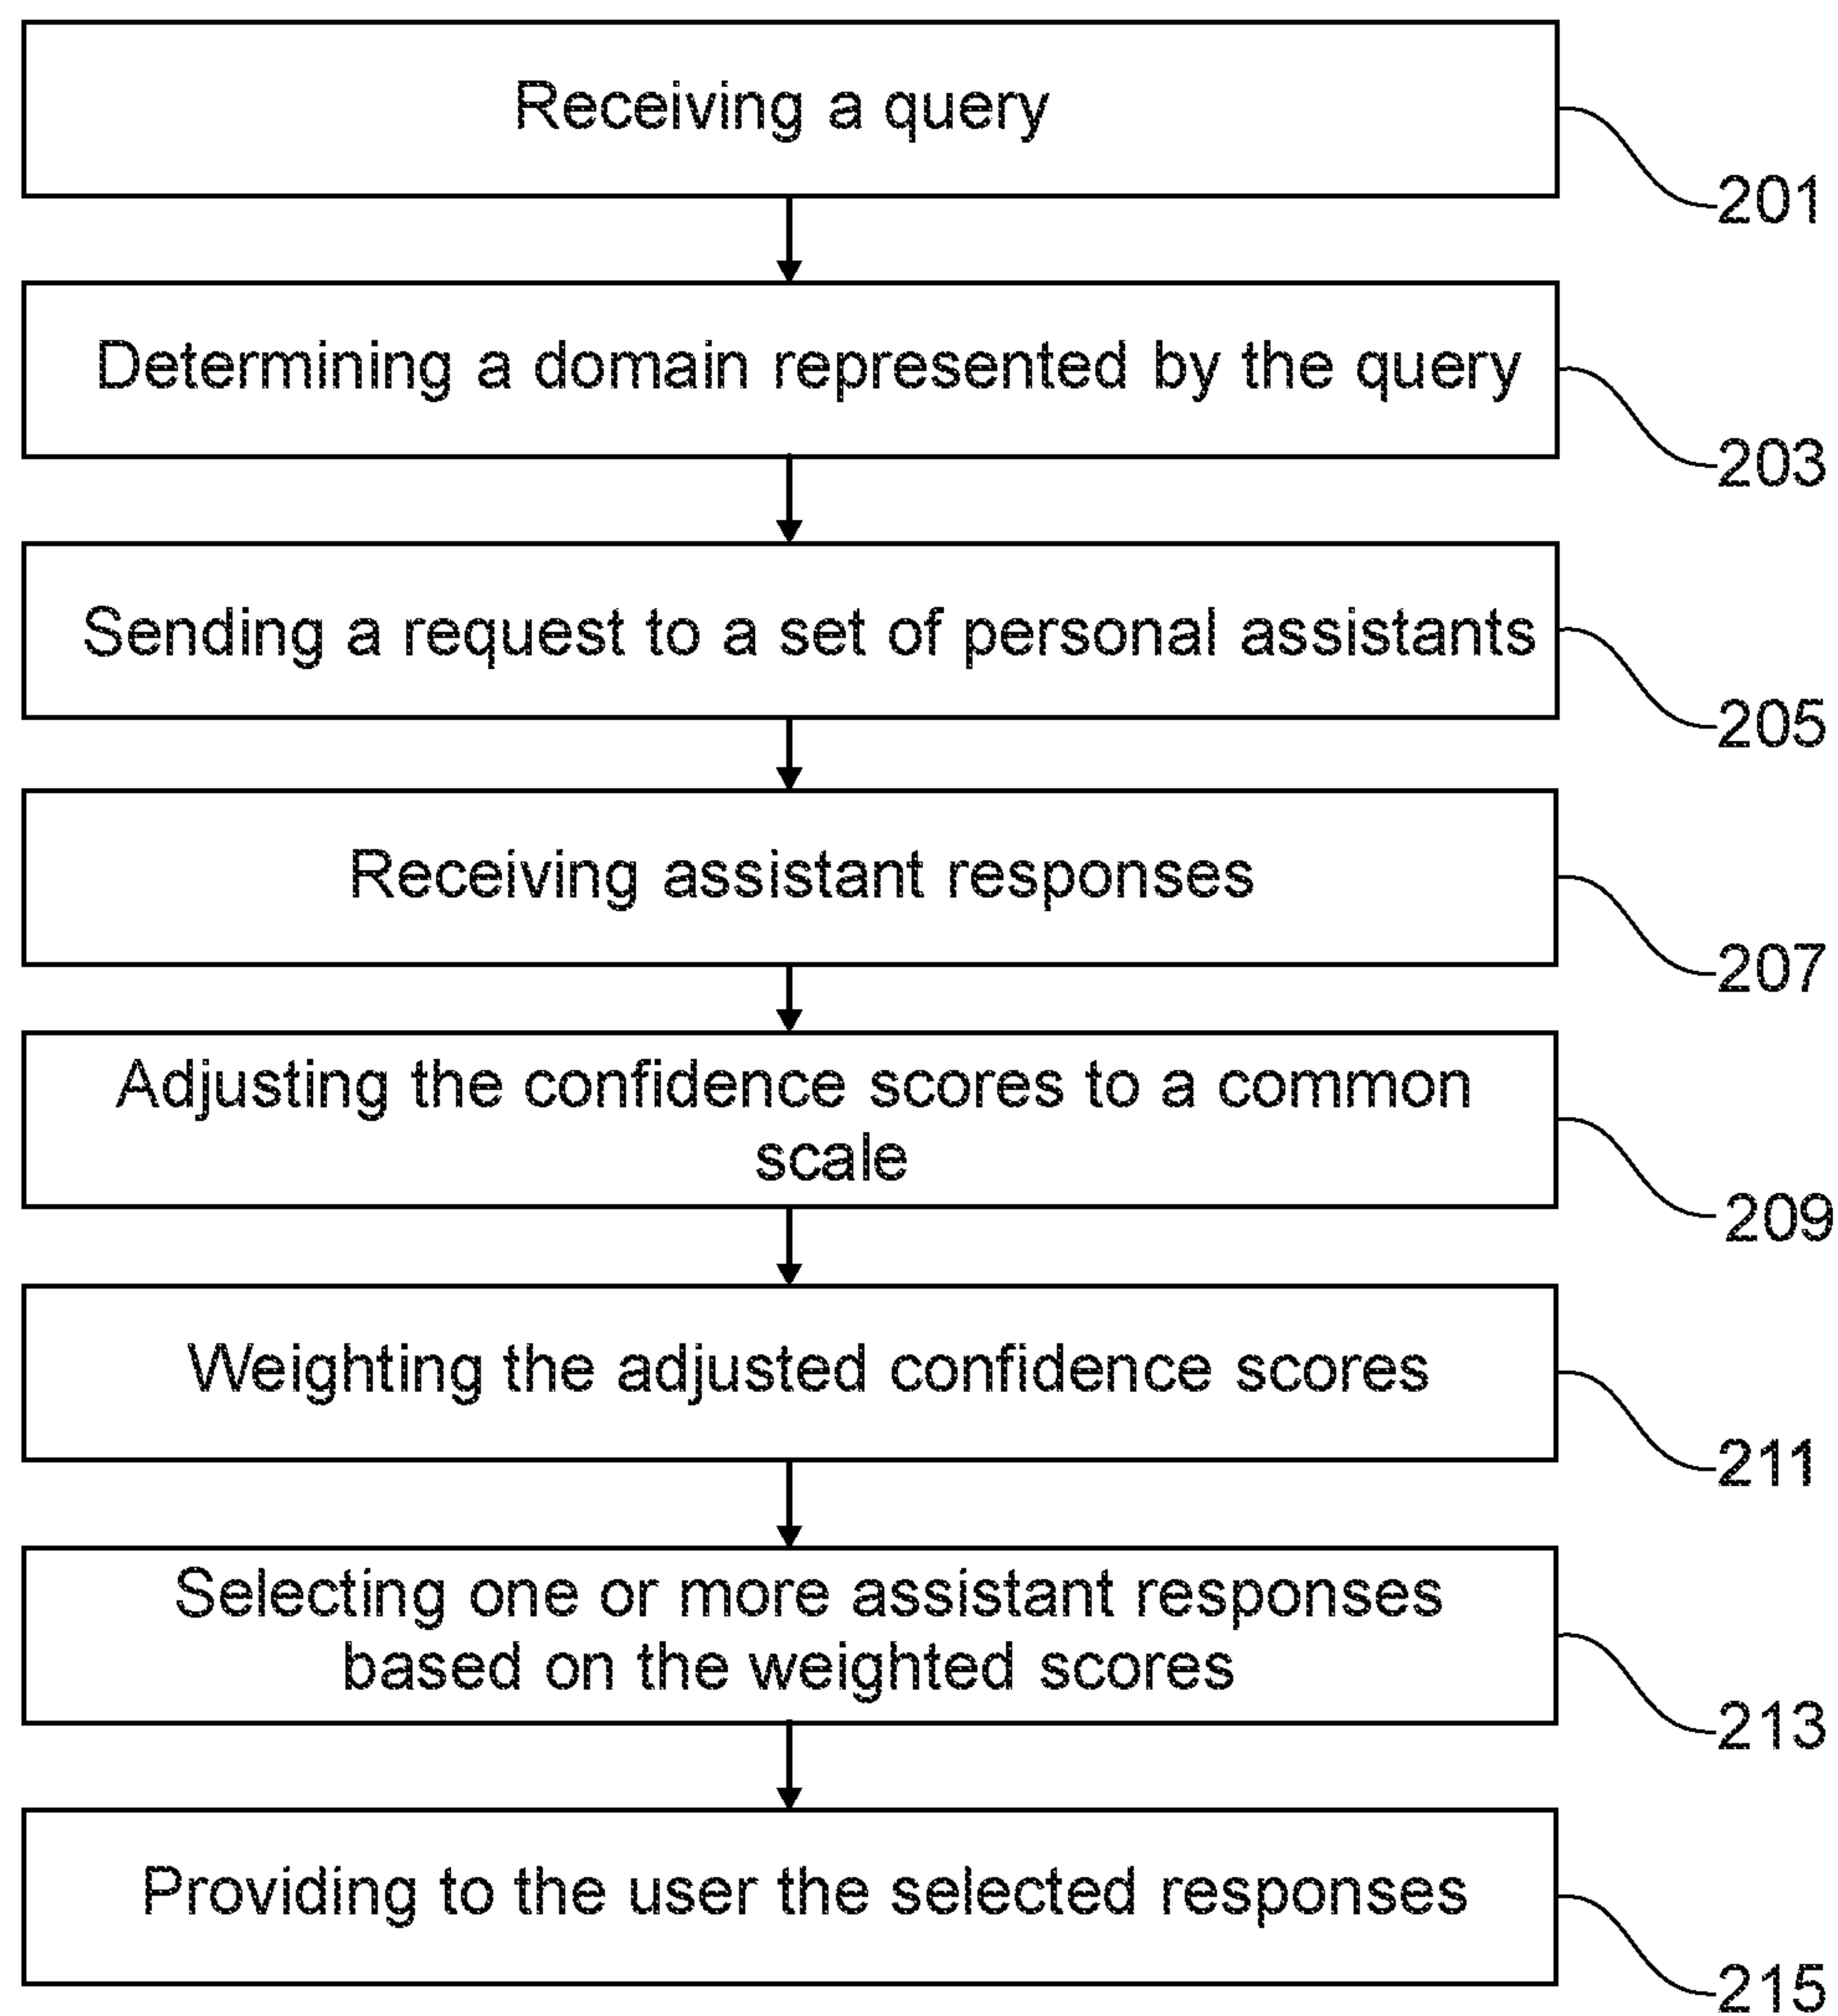 Receiving a query
201
Determining a domain represented by the query
203
Sending a request to a set of personal assistants
205
Receiving assistant responses
207
Adjusting the confidence scores to a common
scale
209
Weighting the adjusted confidence scores
211
Selecting one or more assistant responses
based on the weighted scores
213
Providing to the user the selected responses
215